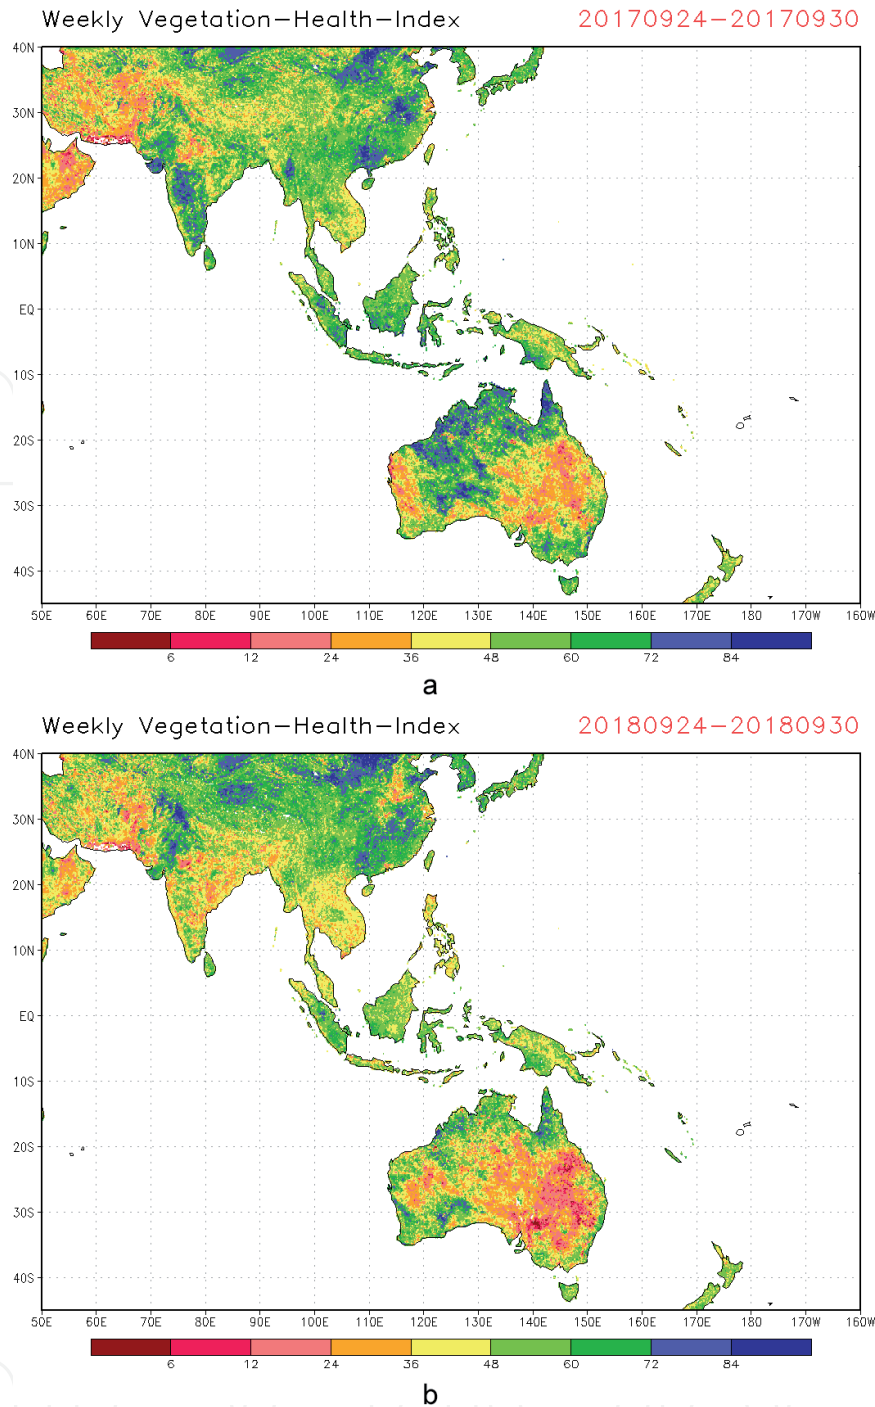 Weekly Vegetation-Health-Index 20170924-20170930
40N
30N
20N
10N
EQ
10S
20S
30S
40S
50E 60E 70E 80E 90E 100E 110E 120E 130E 140E 150E 160E 170E 180 170W 160W
6 12 24 36 48 60 72 84
a
Weekly Vegetation-Health-Index 20180924-20180930
40N
30N
20N
10N
EQ
10S
20S
30S
40S
50E 60E 70E 80E 90E 100E 110E 120E 130E 140E 150E 160E 170E 180 170W 160W
6 12 24 36 48 60 72 84
b